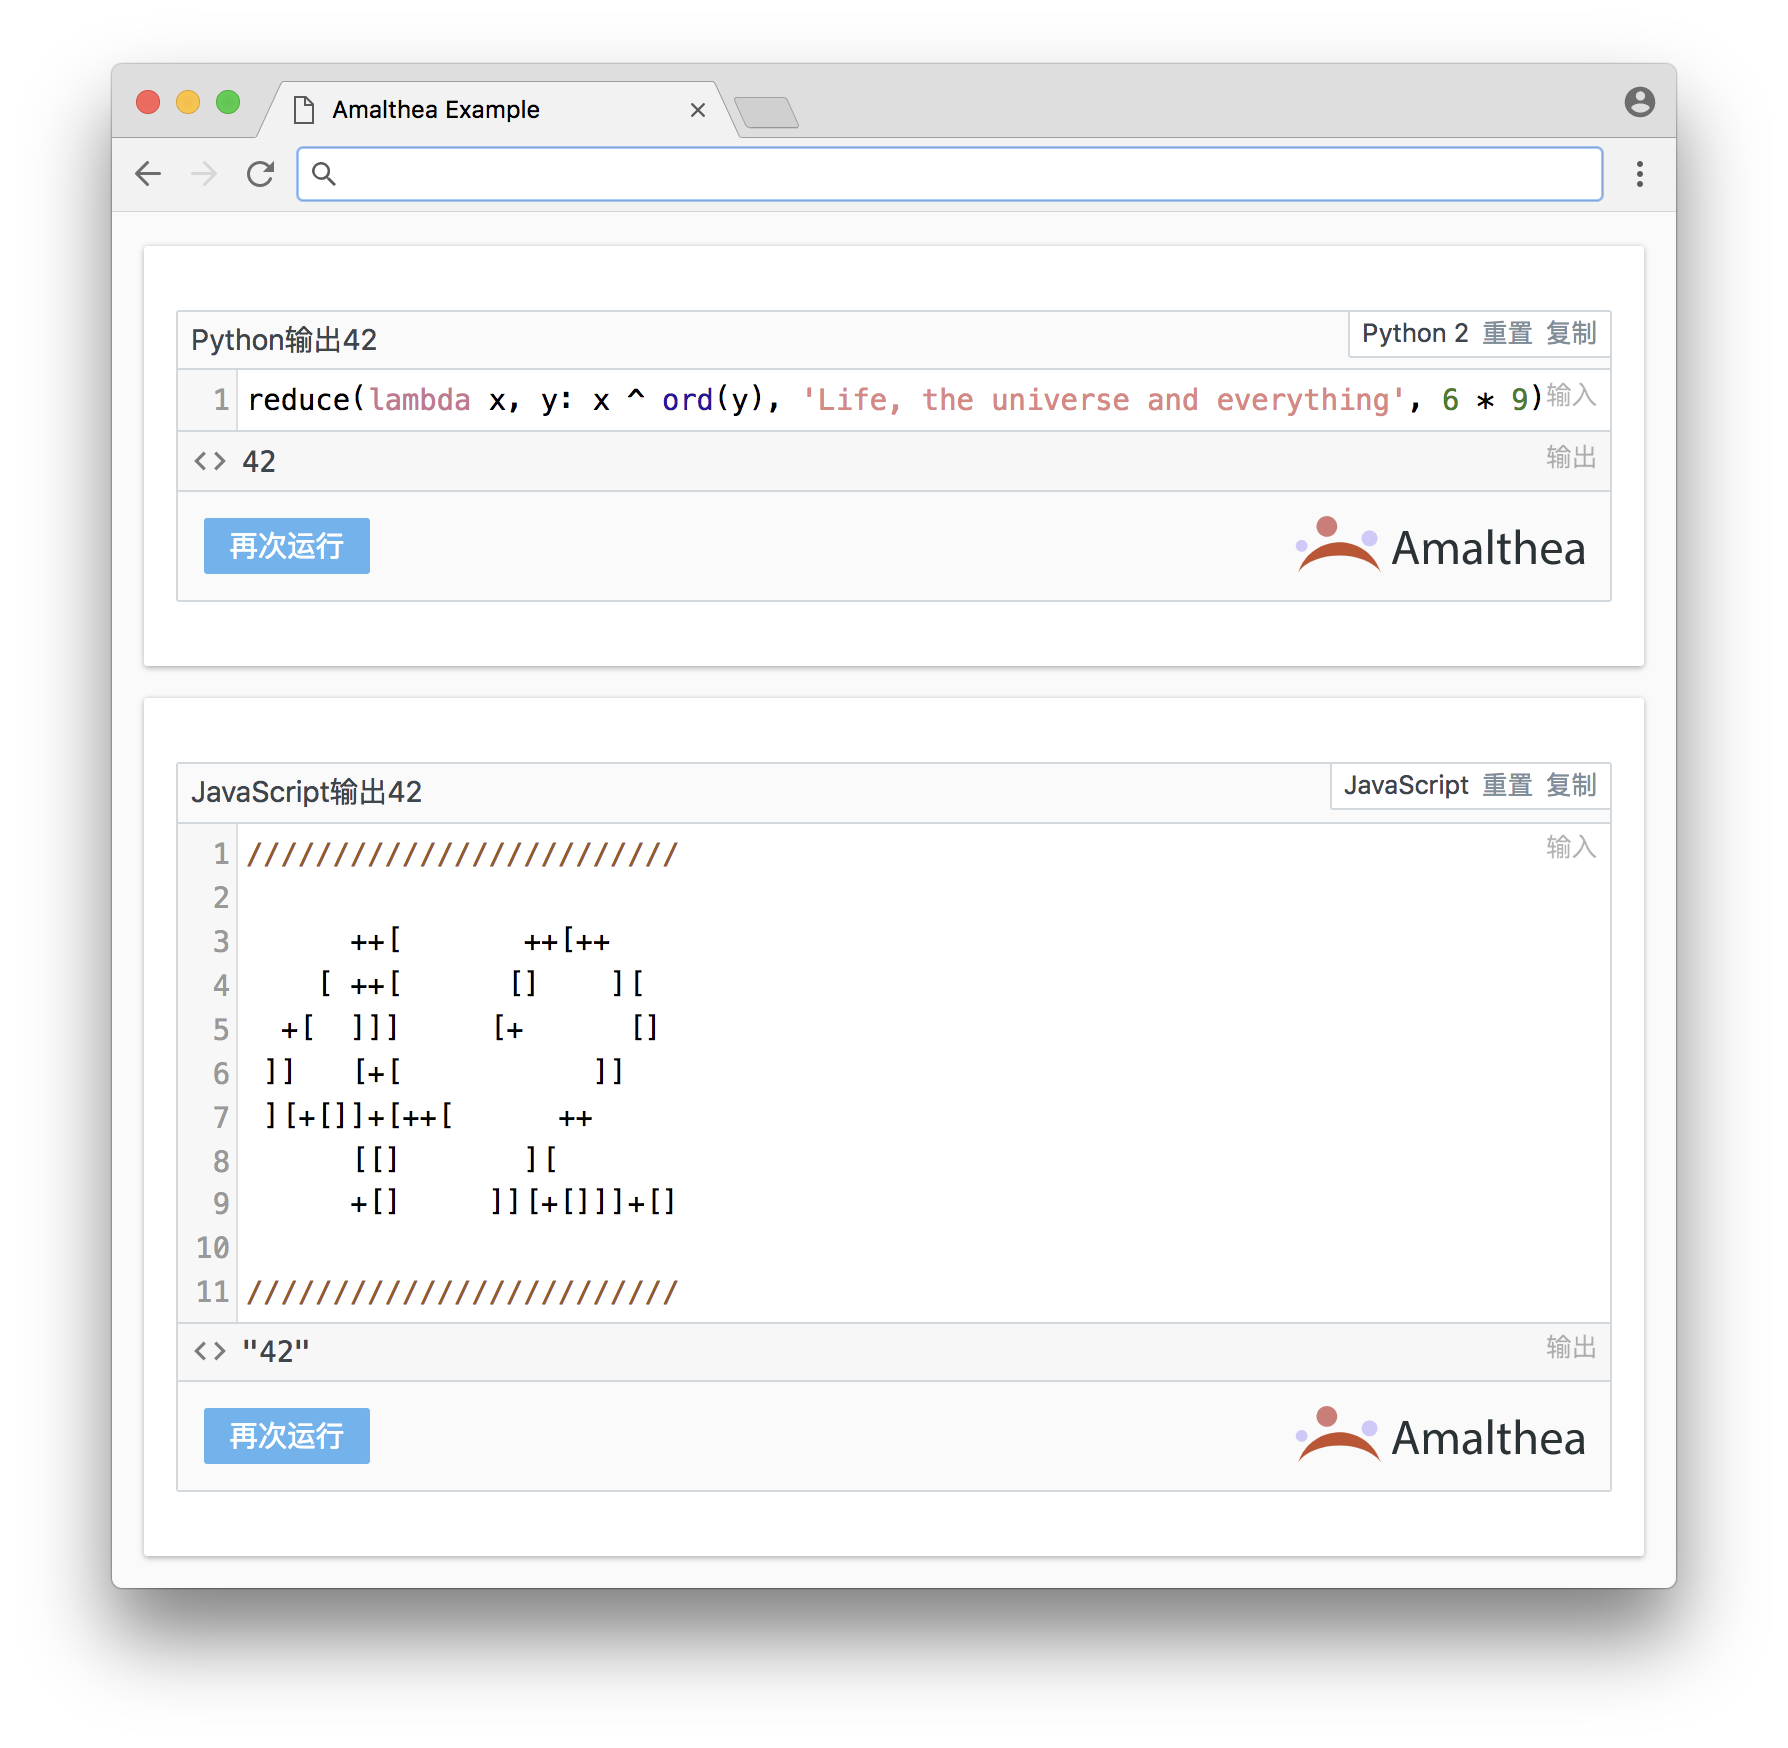 Amalthea Example
Python输出42
Python 2 重置 复制
1 reduce(lambda x, y: x ^ ord(y), 'Life, the universe and everything', 6 * 9)
输入
<> 42
输出
再次运行
Amalthea
JavaScript输出42
JavaScript 重置 复制
输入
1 /////////////////////////
2
3       ++[       ++[++
4     [ ++[      []    ][
5   +[  ]]]     [+      []
6  ]]   [+[           ]]
7  ][+[]]+[++[      ++
8       [[]       ][
9       +[]     ]][+[]]]+[]
10
11 /////////////////////////
<> "42"
输出
再次运行
Amalthea